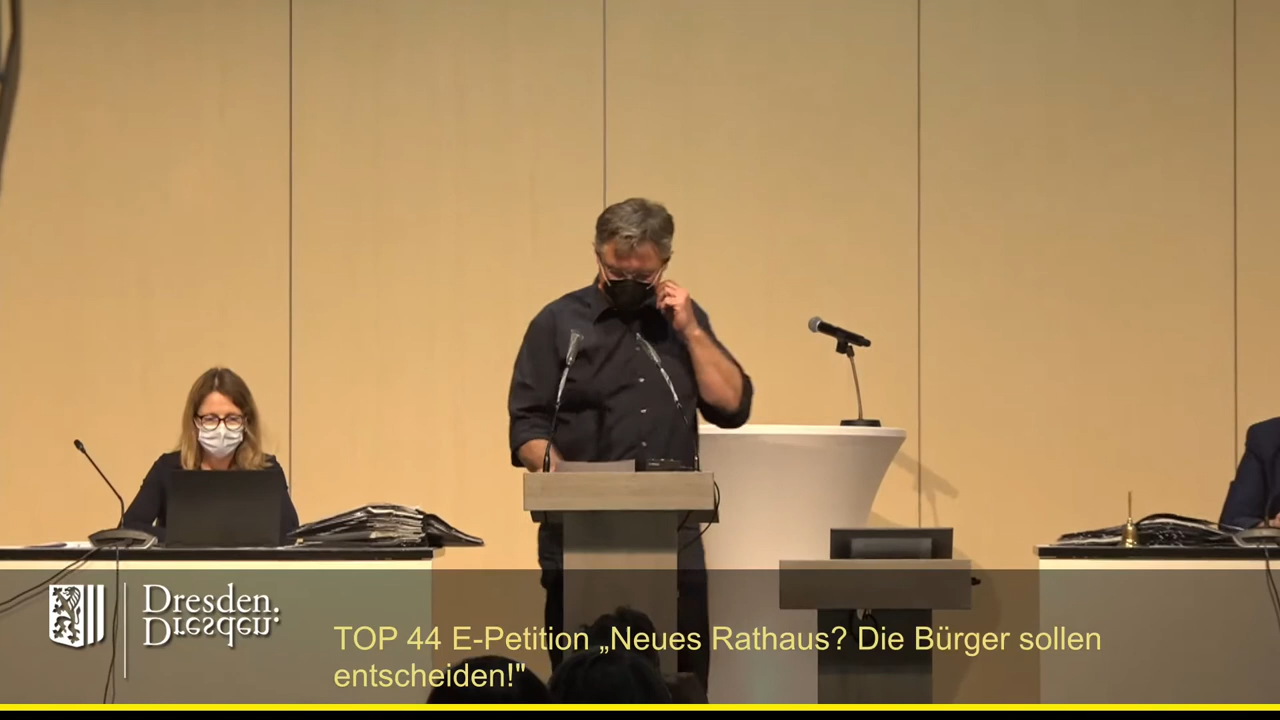 Dresden.
Dresden.
TOP 44 E-Petition „Neues Rathaus? Die Bürger sollen
entscheiden!"